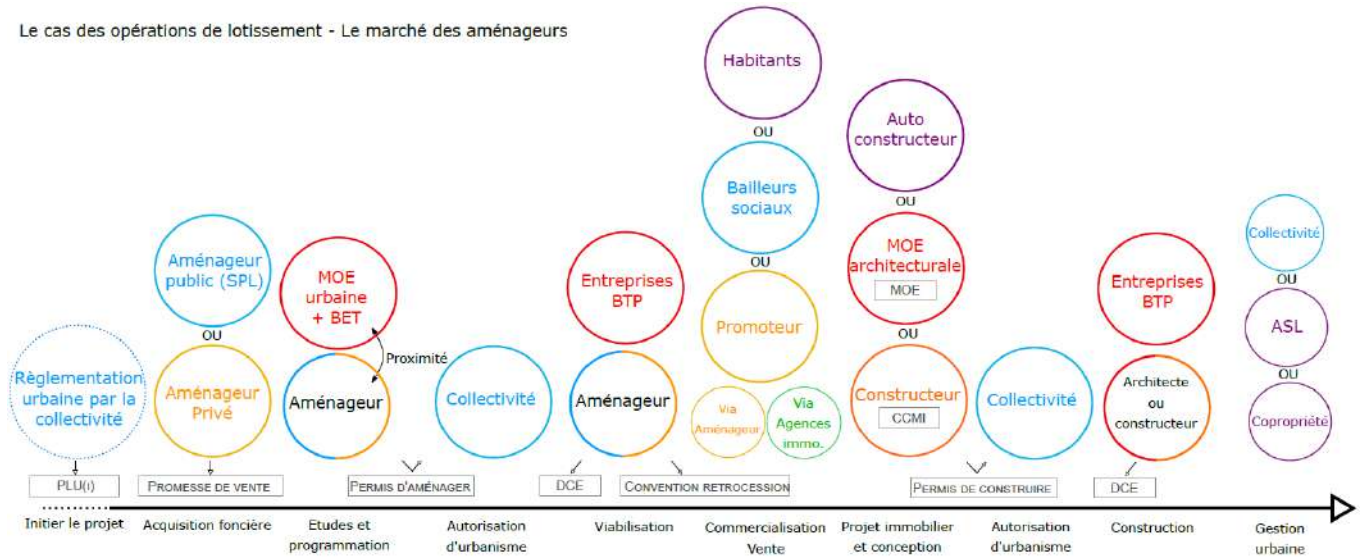 Le cas des opérations de lotissement - Le marché des aménageurs
Règlementation
urbaine par la
collectivité
PLU(I)
Initier le projet
Aménageur
public (SPL)
OU
Aménageur
Privé
PROMESSE DE VENTE
Acquisition foncière
MOE
urbaine
+ BET
Proximité
Aménageur
PERMIS D'AMÉNAGER
Etudes et
programmation
Collectivité
Autorisation
d'urbanisme
Entreprises
BTP
Aménageur
DCE
CONVENTION RETROCESSION
Viabilisation
Habitants
OU
Bailleurs
sociaux
OU
Promoteur
Via
Aménageur
Via
Agences
immo.
Commercialisation
Vente
Auto
constructeur
OU
MOE
architecturale
MOE
OU
Constructeur
CCMI
Projet immobilier
et conception
PERMIS DE CONSTRUIRE
Collectivité
Autorisation
d'urbanisme
Entreprises
BTP
Architecte
ou
constructeur
DCE
Construction
Collectivité
OU
ASL
OU
Copropriété
Gestion
urbaine